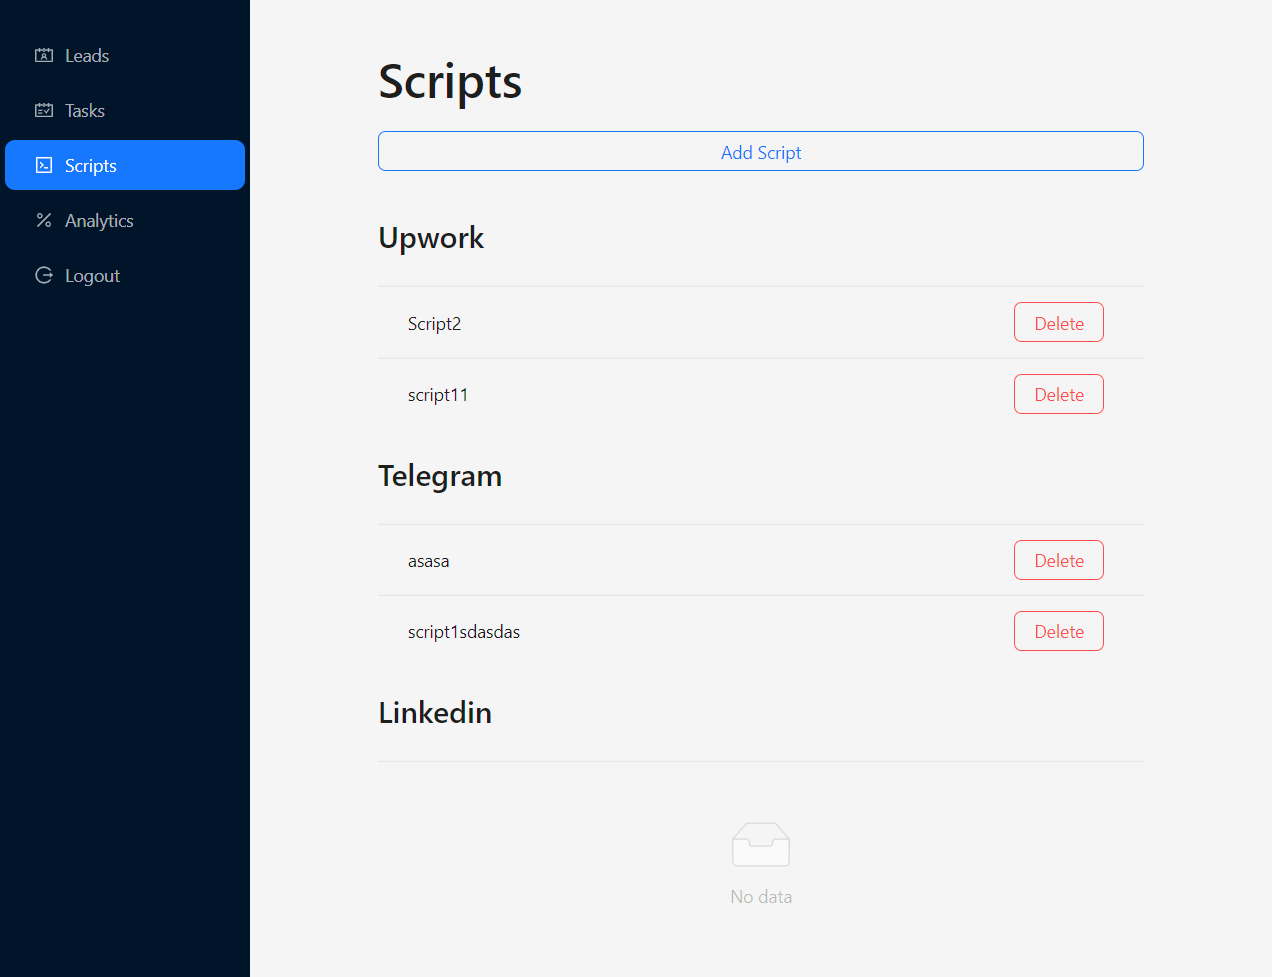 Leads
Tasks
Scripts
Analytics
Logout
Scripts
Add Script
Upwork
Script2 Delete
script11 Delete
Telegram
asasa Delete
script1sdasdas Delete
Linkedin
No data